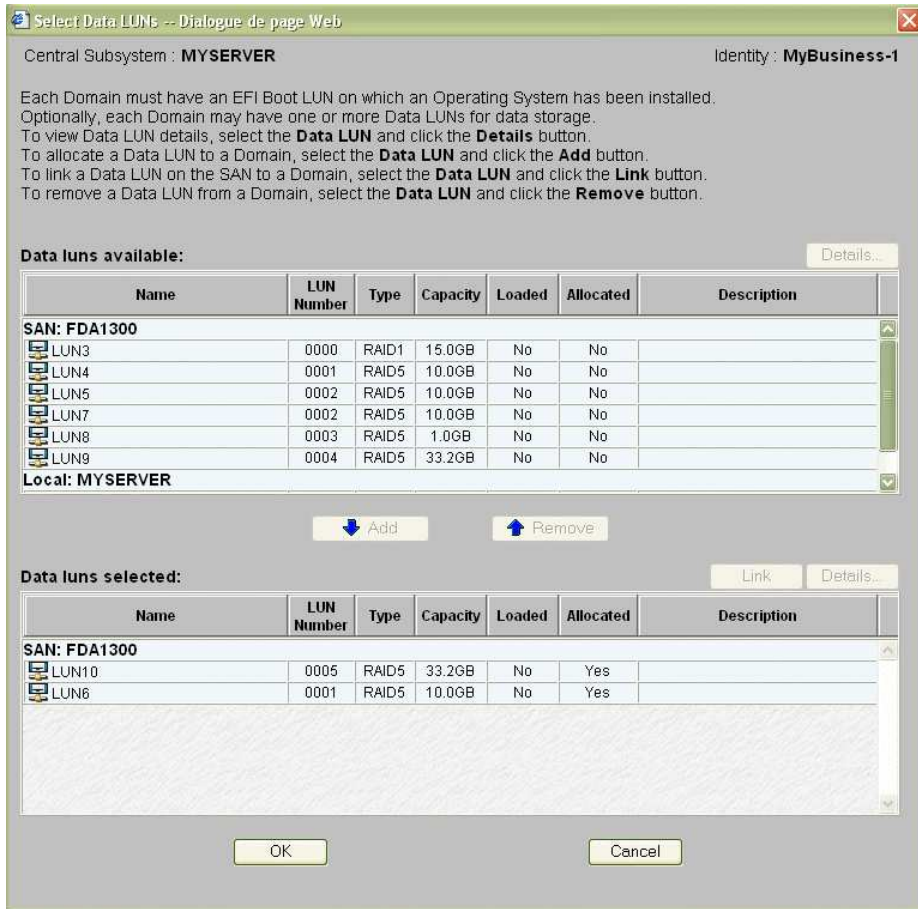 Select Data LUNs -- Dialogue de page Web
Central Subsystem : MYSERVER Identity : MyBusiness-1
Each Domain must have an EFI Boot LUN on which an Operating System has been installed.
Optionally, each Domain may have one or more Data LUNs for data storage.
To view Data LUN details, select the Data LUN and click the Details button.
To allocate a Data LUN to a Domain, select the Data LUN and click the Add button.
To link a Data LUN on the SAN to a Domain, select the Data LUN and click the Link button.
To remove a Data LUN from a Domain, select the Data LUN and click the Remove button.
Data luns available: Details...
Name LUN Number Type Capacity Loaded Allocated Description
SAN: FDA1300
LUN3 0000 RAID1 15.0GB No No
LUN4 0001 RAID5 10.0GB No No
LUN5 0002 RAID5 10.0GB No No
LUN7 0002 RAID5 10.0GB No No
LUN8 0003 RAID5 1.0GB No No
LUN9 0004 RAID5 33.2GB No No
Local: MYSERVER
Add Remove
Data luns selected: Link Details...
Name LUN Number Type Capacity Loaded Allocated Description
SAN: FDA1300
LUN10 0005 RAID5 33.2GB No Yes
LUN6 0001 RAID5 10.0GB No Yes
OK Cancel